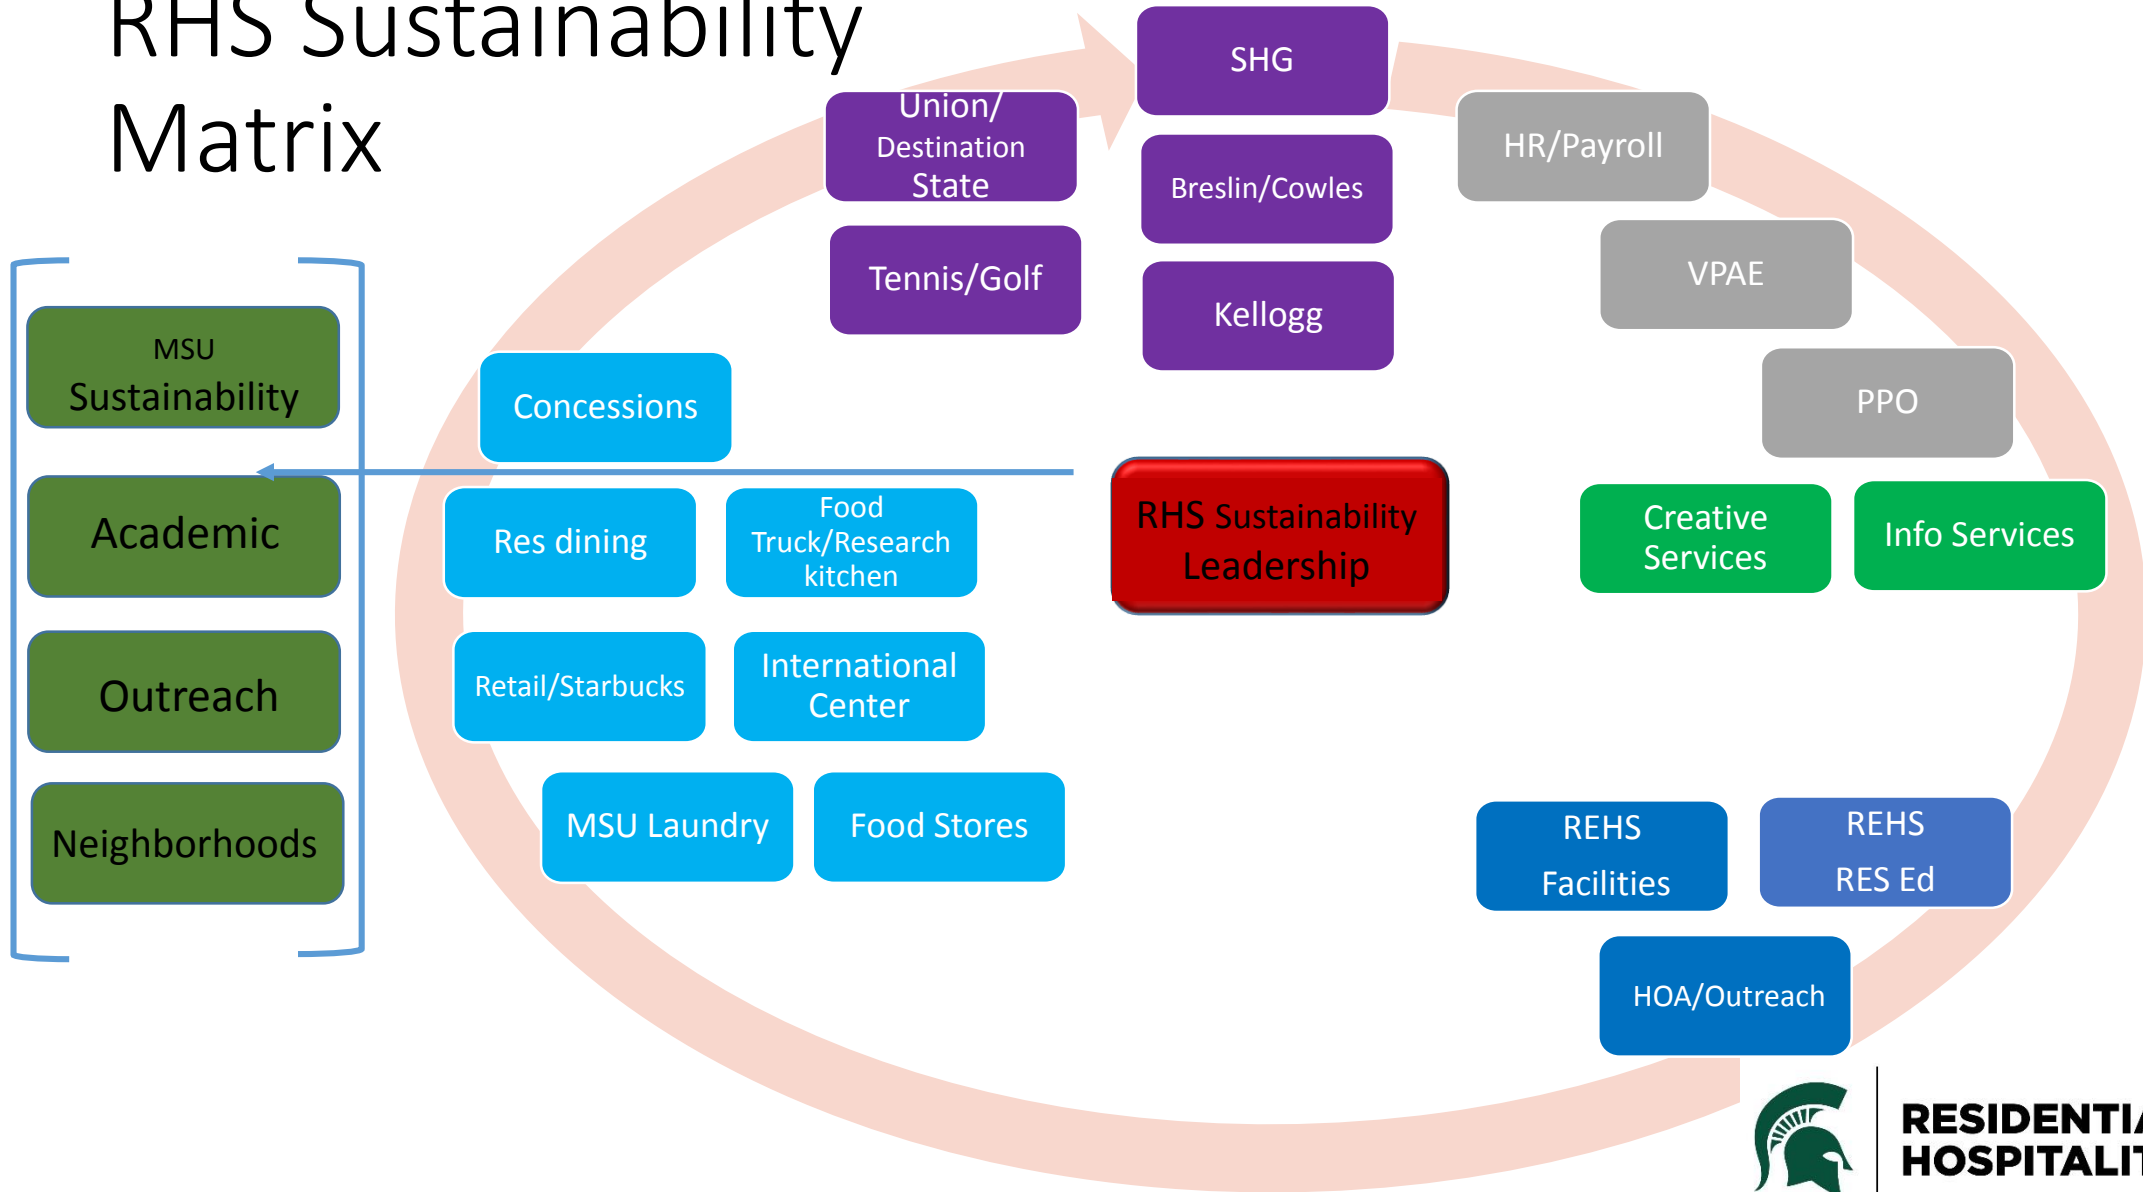 RHS Sustainability
Matrix
SHG
Union/
Destination
State
HR/Payroll
Breslin/Cowles
Tennis/Golf
VPAE
Kellogg
MSU
Sustainability
Concessions
PPO
Academic
Res dining
Food
Truck/Research
kitchen
RHS Sustainability
Leadership
Creative
Services
Info Services
Outreach
Retail/Starbucks
International
Center
Neighborhoods
MSU Laundry
Food Stores
REHS
Facilities
REHS
RES Ed
HOA/Outreach
RESIDENTIA
HOSPITALIT